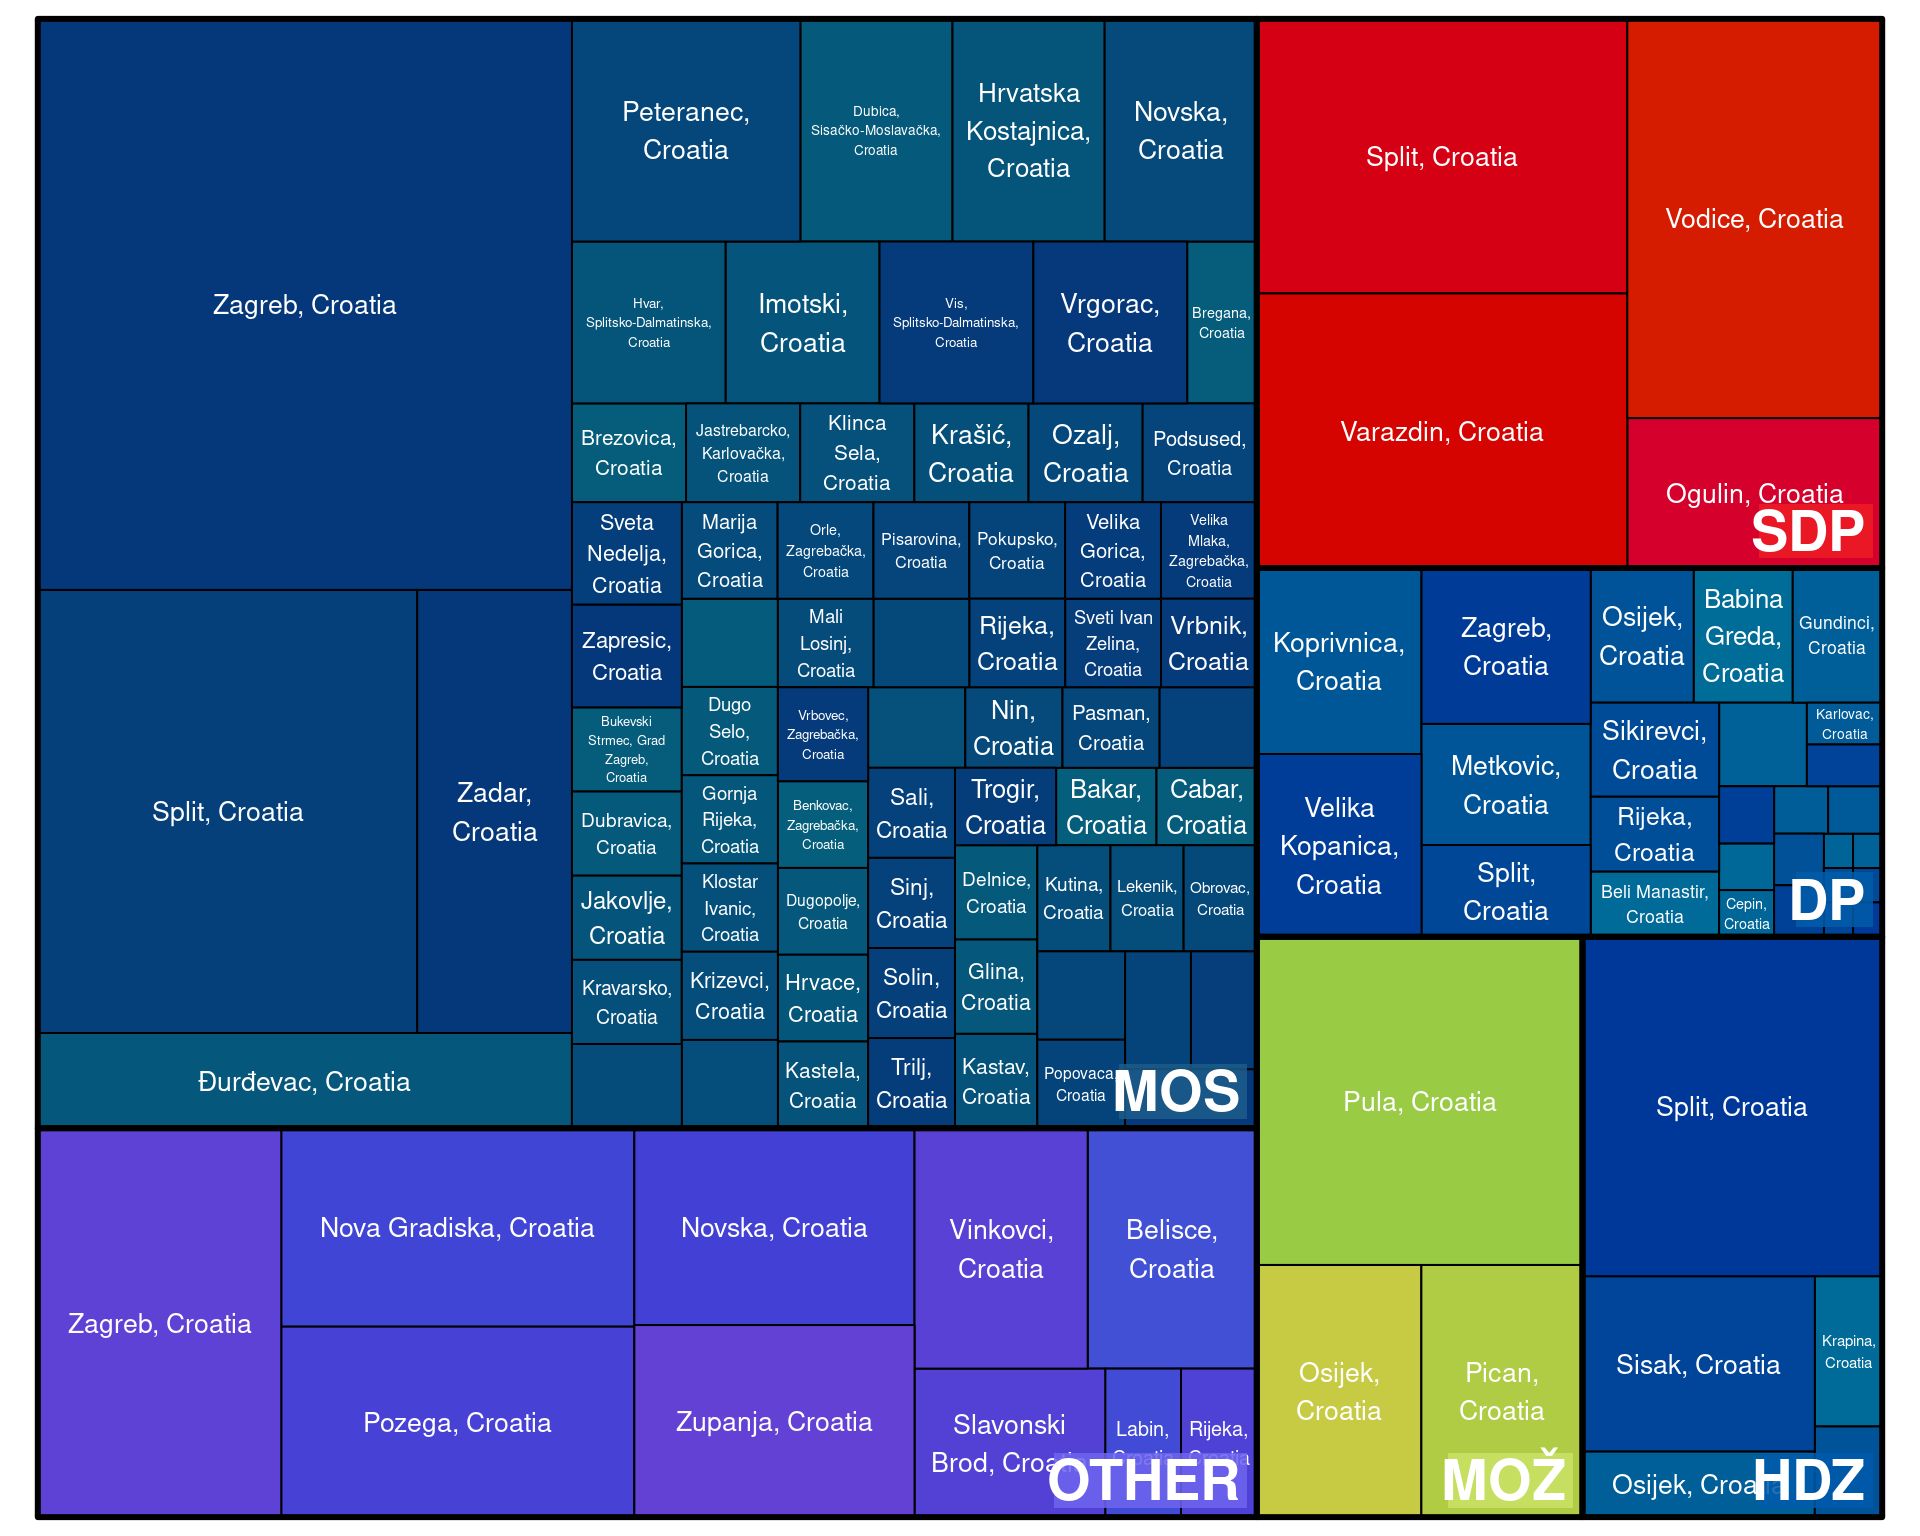 Zagreb, Croatia
Split, Croatia
Zadar,
Croatia
Đurđevac, Croatia
Peteranec,
Croatia
Dubica,
Sisačko-Moslavačka,
Croatia
Hrvatska
Kostajnica,
Croatia
Novska,
Croatia
Hvar,
Splitsko-Dalmatinska,
Croatia
Imotski,
Croatia
Vis,
Splitsko-Dalmatinska,
Croatia
Vrgorac,
Croatia
Bregana,
Croatia
Brezovica,
Croatia
Jastrebarcko,
Karlovačka,
Croatia
Klinca
Sela,
Croatia
Krašić,
Croatia
Ozalj,
Croatia
Podsused,
Croatia
Sveta
Nedelja,
Croatia
Zapresic,
Croatia
Bukevski
Strmec, Grad
Zagreb,
Croatia
Dubravica,
Croatia
Jakovlje,
Croatia
Kravarsko,
Croatia
Marija
Gorica,
Croatia
Orle,
Zagrebačka,
Croatia
Pisarovina,
Croatia
Pokupsko,
Croatia
Velika
Gorica,
Croatia
Velika
Mlaka,
Zagrebačka,
Croatia
Mali
Losinj,
Croatia
Rijeka,
Croatia
Sveti Ivan
Zelina,
Croatia
Vrbnik,
Croatia
Dugo
Selo,
Croatia
Gornja
Rijeka,
Croatia
Klostar
Ivanic,
Croatia
Krizevci,
Croatia
Vrbovec,
Zagrebačka,
Croatia
Benkovac,
Zagrebačka,
Croatia
Dugopolje,
Croatia
Hrvace,
Croatia
Kastela,
Croatia
Nin,
Croatia
Pasman,
Croatia
Sali,
Croatia
Sinj,
Croatia
Solin,
Croatia
Trilj,
Croatia
Trogir,
Croatia
Bakar,
Croatia
Cabar,
Croatia
Delnice,
Croatia
Glina,
Croatia
Kastav,
Croatia
Kutina,
Croatia
Lekenik,
Croatia
Obrovac,
Croatia
Popovaca,
Croatia
MOS
Zagreb, Croatia
Nova Gradiska, Croatia
Pozega, Croatia
Novska, Croatia
Zupanja, Croatia
Vinkovci,
Croatia
Belisce,
Croatia
Slavonski
Brod, Croatia
Labin,
Croatia
Rijeka,
Croatia
OTHER
Split, Croatia
Varazdin, Croatia
Vodice, Croatia
Ogulin, Croatia
SDP
Koprivnica,
Croatia
Velika
Kopanica,
Croatia
Zagreb,
Croatia
Metkovic,
Croatia
Split,
Croatia
Osijek,
Croatia
Babina
Greda,
Croatia
Gundinci,
Croatia
Sikirevci,
Croatia
Rijeka,
Croatia
Beli Manastir,
Croatia
Karlovac,
Croatia
Cepin,
Croatia
DP
Pula, Croatia
Osijek,
Croatia
Pican,
Croatia
MOŽ
Split, Croatia
Sisak, Croatia
Krapina,
Croatia
Osijek, Croatia
HDZ